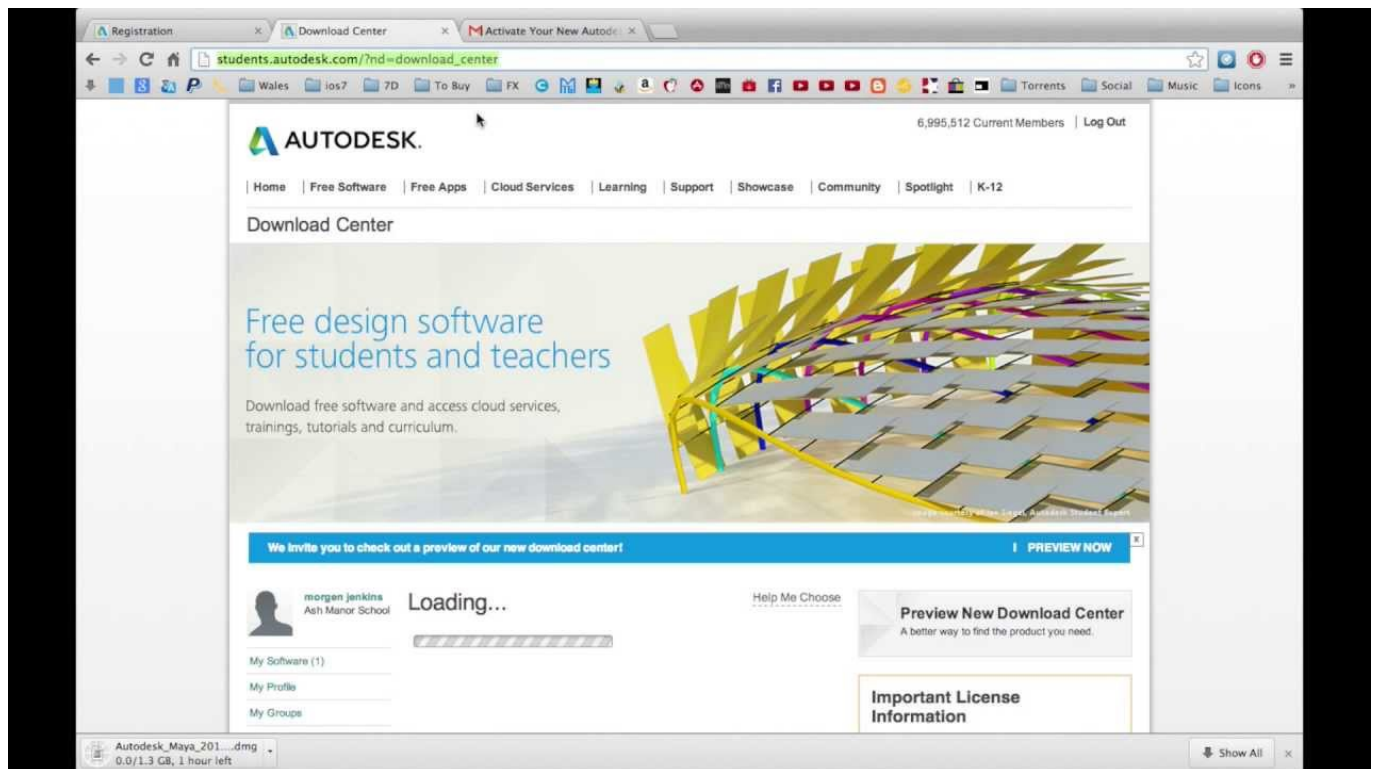 Registration
Download Center
Activate Your New Autode
students.autodesk.com/?nd=download_center
Wales
ios7
7D
To Buy
FX
Torrents
Social
Music
Icons
»
AUTODESK.
6,995,512 Current Members | Log Out
| Home | Free Software | Free Apps | Cloud Services | Learning | Support | Showcase | Community | Spotlight | K-12
Download Center
Free design software
for students and teachers
Download free software and access cloud services,
trainings, tutorials and curriculum.
We invite you to check out a preview of our new download center!
| PREVIEW NOW
x
morgen jenkins
Ash Manor School
My Software (1)
My Profile
My Groups
Loading...
Help Me Choose
Preview New Download Center
A better way to find the product you need.
Important License
Information
Autodesk_Maya_201....dmg
0.0/1.3 GB, 1 hour left
Show All